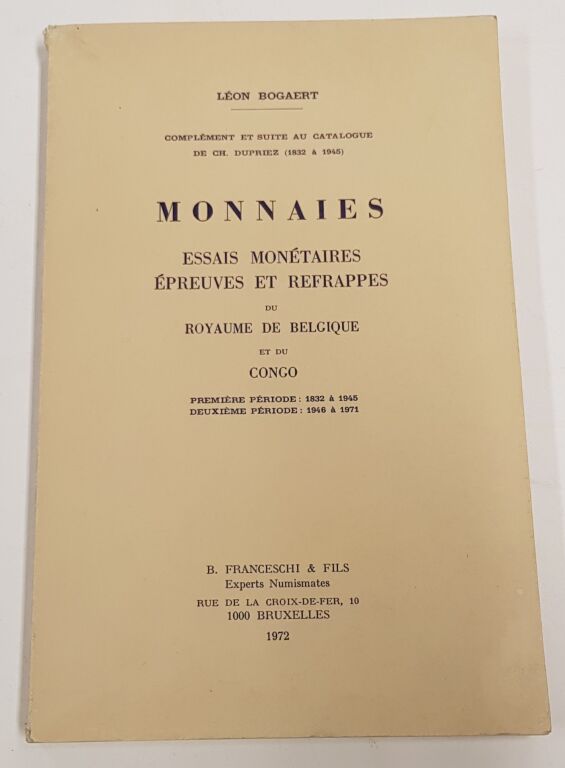 LÉON BOGAERT
COMPLÉMENT ET SUITE AU CATALOGUE
DE CH. DUPRIEZ (1832 à 1945)
MONNAIES
ESSAIS MONÉTAIRES
ÉPREUVES ET REFRAPPES
DU
ROYAUME DE BELGIQUE
ET DU
CONGO
PREMIÈRE PÉRIODE : 1832 à 1945
DEUXIÈME PÉRIODE : 1946 à 1971
B. FRANCESCHI & FILS
Experts Numismates
RUE DE LA CROIX-DE-FER, 10
1000 BRUXELLES
1972